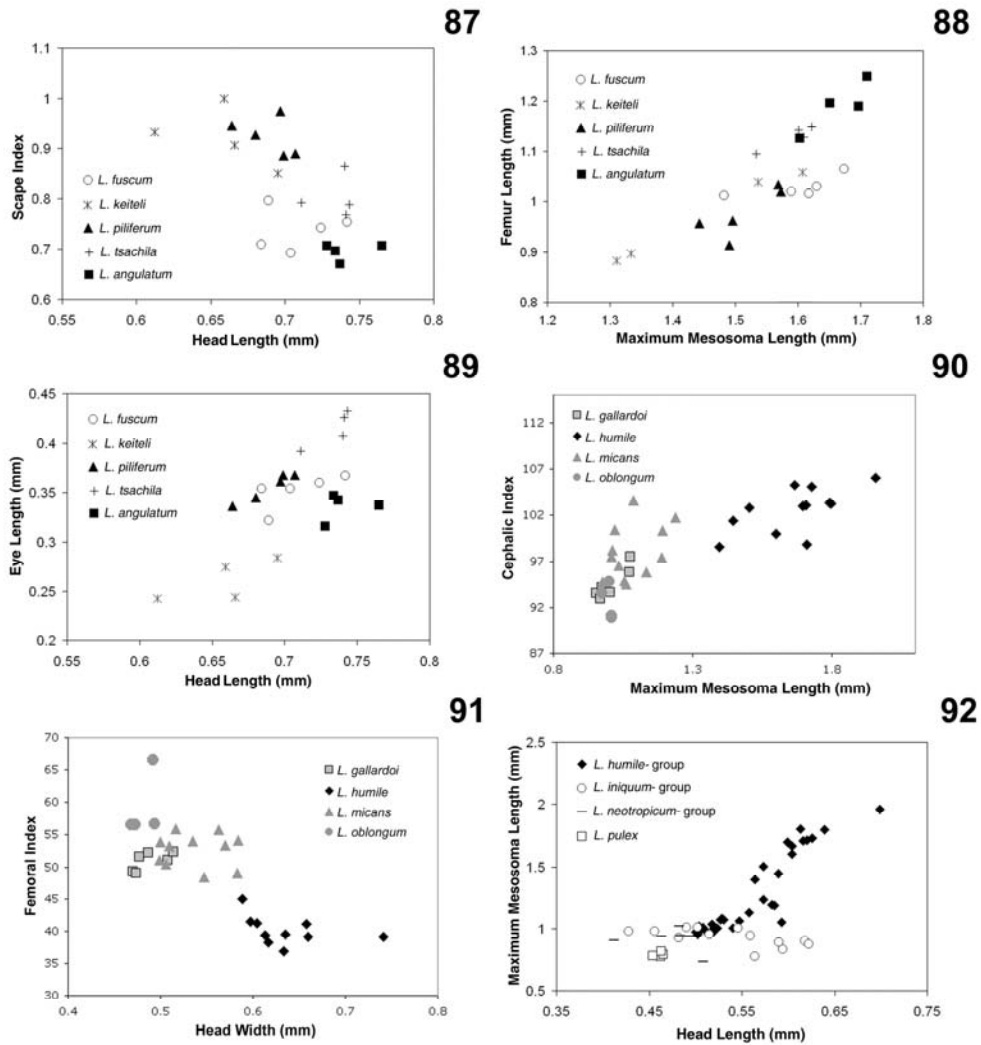 87
1.1
1
0.9
0.8
0.7
0.6
0.55
0.6
0.65
0.7
0.75
0.8
Scape Index
Head Length (mm)
L. fuscum
L. keiteli
L. piliferum
L. tsachila
L. angulatum
88
1.3
1.2
1.1
1
0.9
0.8
1.2
1.3
1.4
1.5
1.6
1.7
1.8
Femur Length (mm)
Maximum Mesosoma Length (mm)
L. fuscum
L. keiteli
L. piliferum
L. tsachila
L. angulatum
89
0.45
0.4
0.35
0.3
0.25
0.2
0.55
0.6
0.65
0.7
0.75
0.8
Eye Length (mm)
Head Length (mm)
L. fuscum
L. keiteli
L. piliferum
L. tsachila
L. angulatum
90
112
107
102
97
92
87
0.8
1.3
1.8
Cephalic Index
Maximum Mesosoma Length (mm)
L. gallardoi
L. humile
L. micans
L. oblongum
91
70
65
60
55
50
45
40
35
30
0.4
0.5
0.6
0.7
0.8
Femoral Index
Head Width (mm)
L. gallardoi
L. humile
L. micans
L. oblongum
92
2.5
2
1.5
1
0.5
0.35
0.45
0.55
0.65
0.75
Maximum Mesosoma Length (mm)
Head Length (mm)
L. humile- group
L. iniquum- group
L. neotropicum- group
L. pulex